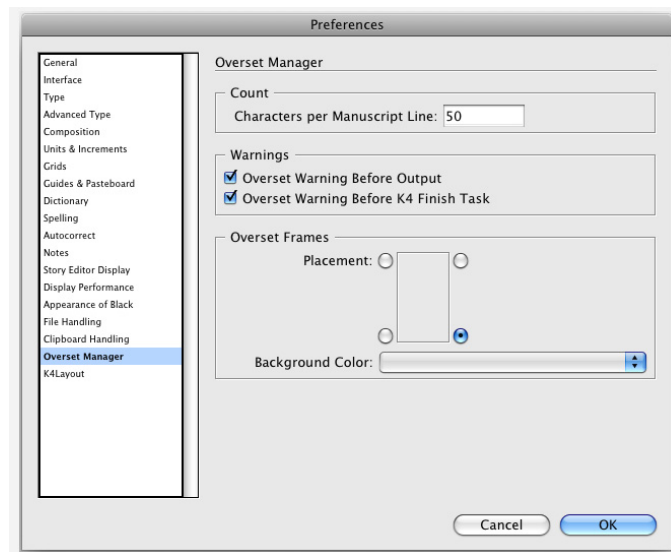 Preferences
General
Interface
Type
Advanced Type
Composition
Units & Increments
Grids
Guides & Pasteboard
Dictionary
Spelling
Autocorrect
Notes
Story Editor Display
Display Performance
Appearance of Black
File Handling
Clipboard Handling
Overset Manager
K4Layout
Overset Manager
Count
Characters per Manuscript Line: 50
Warnings
Overset Warning Before Output
Overset Warning Before K4 Finish Task
Overset Frames
Placement:
Background Color:
Cancel
OK